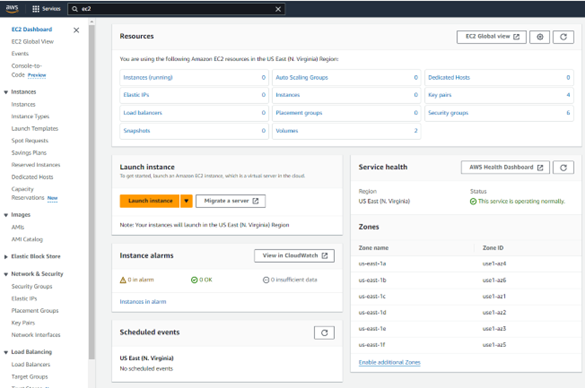 aws
Services
ec2
EC2 Dashboard
EC2 Global View
Events
Console-to-
Code Preview
Instances
Instances
Instance Types
Launch Templates
Spot Requests
Savings Plans
Reserved Instances
Dedicated Hosts
Capacity
Reservations New
Images
AMIs
AMI Catalog
Elastic Block Store
Network & Security
Security Groups
Elastic IPs
Placement Groups
Key Pairs
Network Interfaces
Load Balancing
Load Balancers
Target Groups
Resources
EC2 Global view
You are using the following Amazon EC2 resources in the US East (N. Virginia) Region:
Instances (running) 0
Auto Scaling Groups 0
Dedicated Hosts 0
Elastic IPs 0
Instances 0
Key pairs 4
Load balancers 0
Placement groups 0
Security groups 6
Snapshots 0
Volumes 2
Launch instance
To get started, launch an Amazon EC2 instance, which is a virtual server in the cloud.
Launch instance
Migrate a server
Note: Your instances will launch in the US East (N. Virginia) Region
Instance alarms
View in CloudWatch
0 in alarm
0 OK
0 insufficient data
Instances in alarm
Scheduled events
US East (N. Virginia)
No scheduled events
Service health
AWS Health Dashboard
Region
Status
US East (N. Virginia)
This service is operating normally.
Zones
Zone name
Zone ID
us-east-1a
use1-az4
us-east-1b
use1-az6
us-east-1c
use1-az1
us-east-1d
use1-az2
us-east-1e
use1-az3
us-east-1f
use1-az5
Enable additional Zones